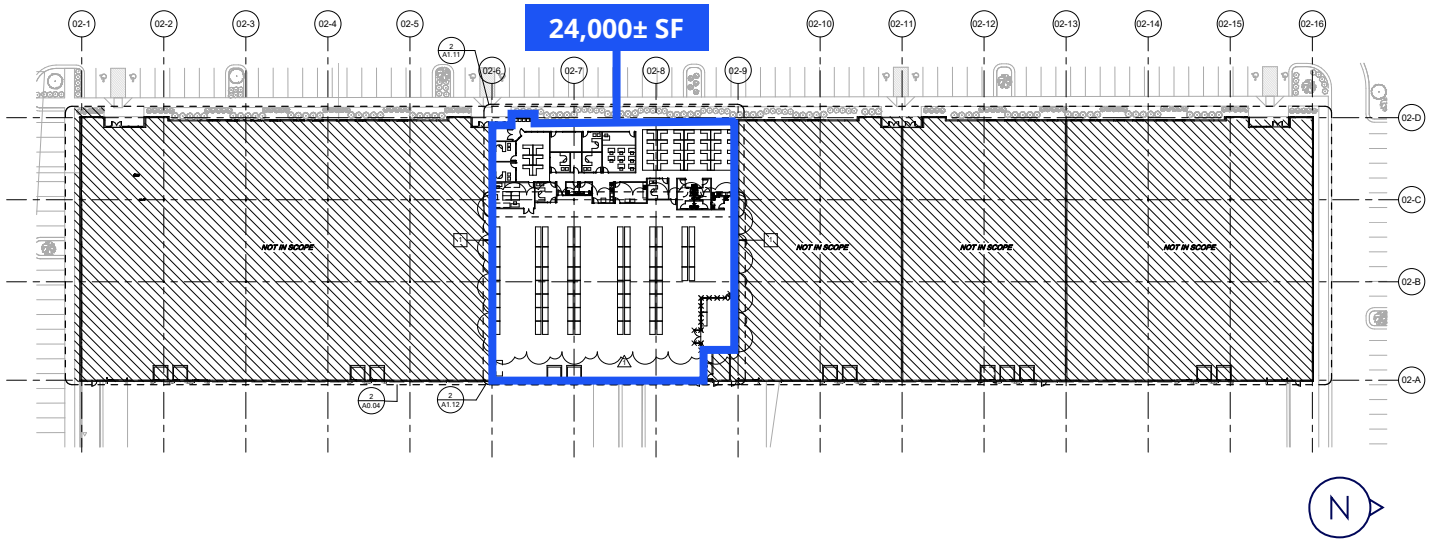 24,000± SF
02-1
02-2
02-3
02-4
02-5
02-6
02-7
02-8
02-9
02-10
02-11
02-12
02-13
02-14
02-15
02-16
2
A1.11
02-D
02-C
NOT IN SCOPE
NOT IN SCOPE
NOT IN SCOPE
NOT IN SCOPE
02-B
02-A
2
A0.04
2
A1.12
N